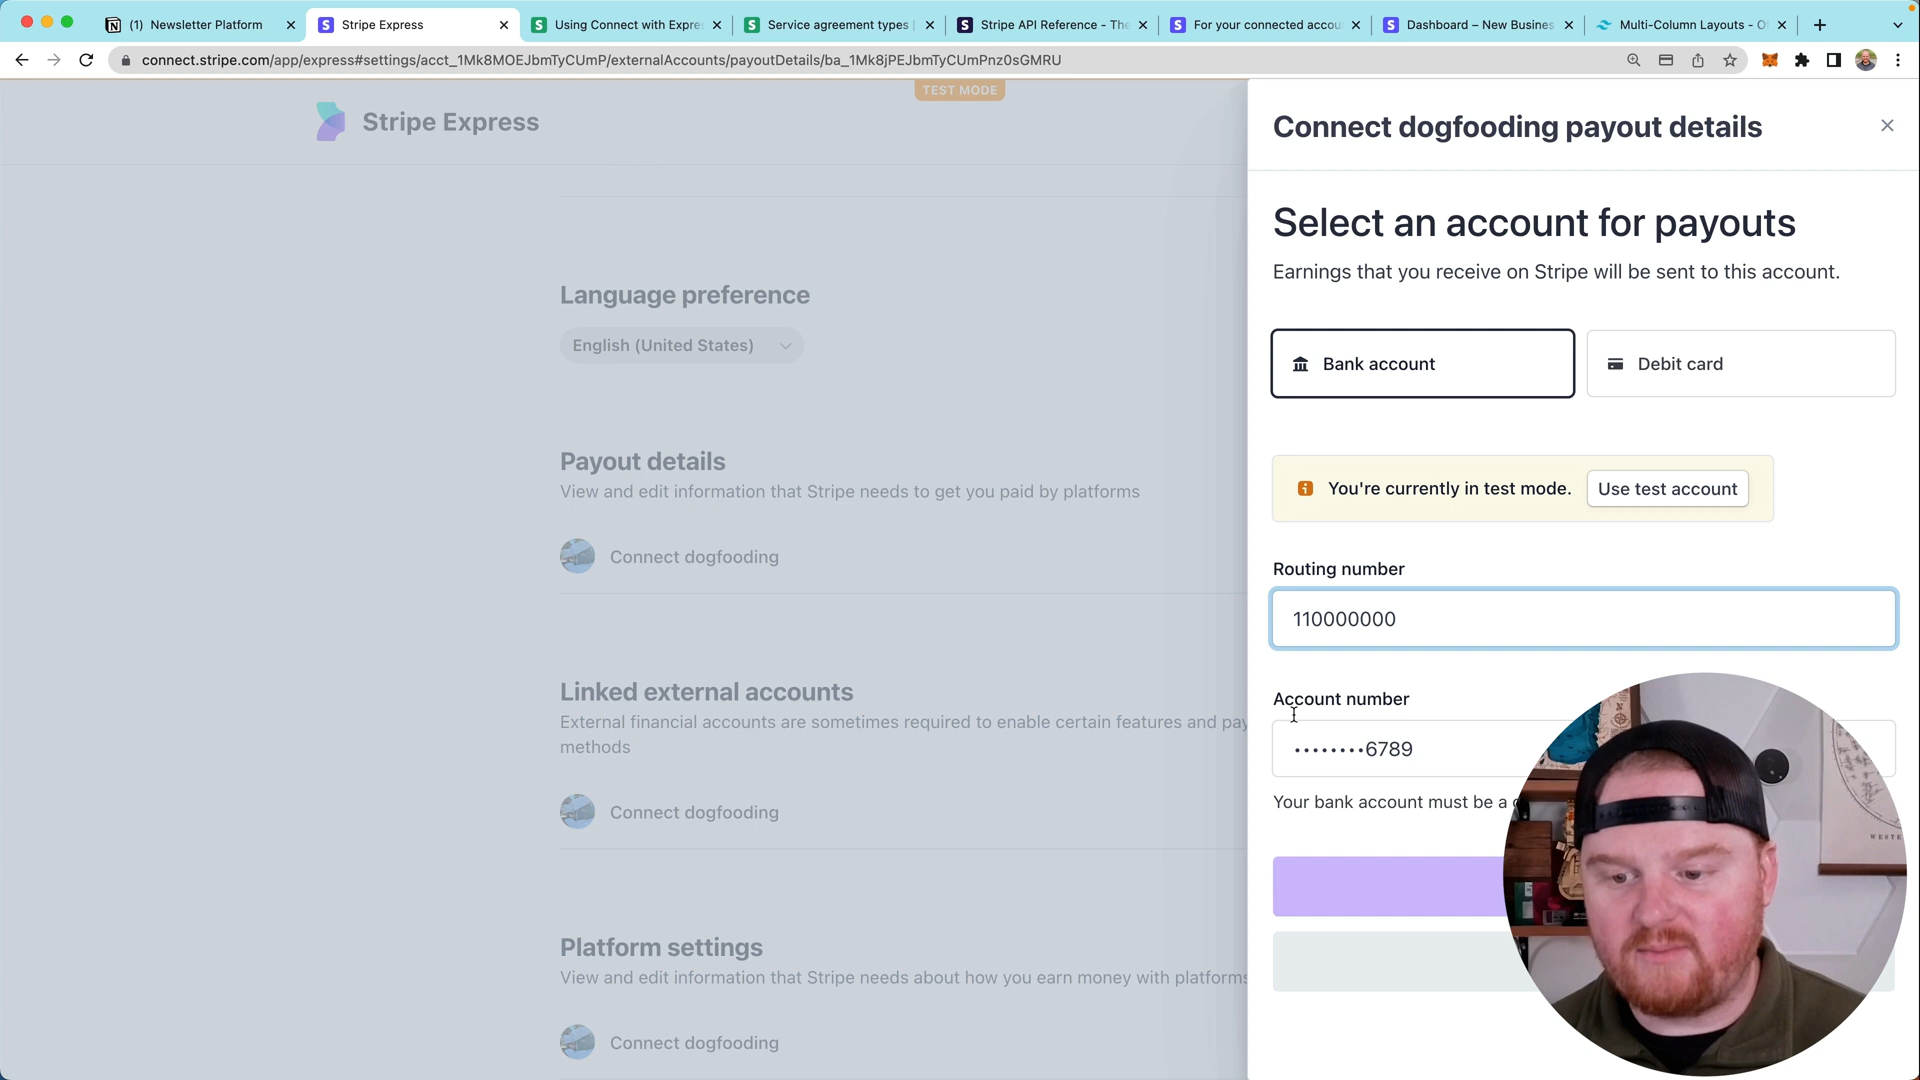 (1) Newsletter Platform
Stripe Express
Using Connect with Expre
Service agreement types
Stripe API Reference - The
For your connected accou
Dashboard – New Busines
Multi-Column Layouts - O
connect.stripe.com/app/express#settings/acct_1Mk8MOEJbmTyCUmP/externalAccounts/payoutDetails/ba_1Mk8jPEJbmTyCUmPnz0sGMRU
TEST MODE
Stripe Express
Language preference
English (United States)
Payout details
View and edit information that Stripe needs to get you paid by platforms
Connect dogfooding
Linked external accounts
External financial accounts are sometimes required to enable certain features and pay
methods
Connect dogfooding
Platform settings
View and edit information that Stripe needs about how you earn money with platforms
Connect dogfooding
Connect dogfooding payout details
Select an account for payouts
Earnings that you receive on Stripe will be sent to this account.
Bank account
Debit card
You're currently in test mode.
Use test account
Routing number
110000000
Account number
••••••••6789
Your bank account must be a
WESTE